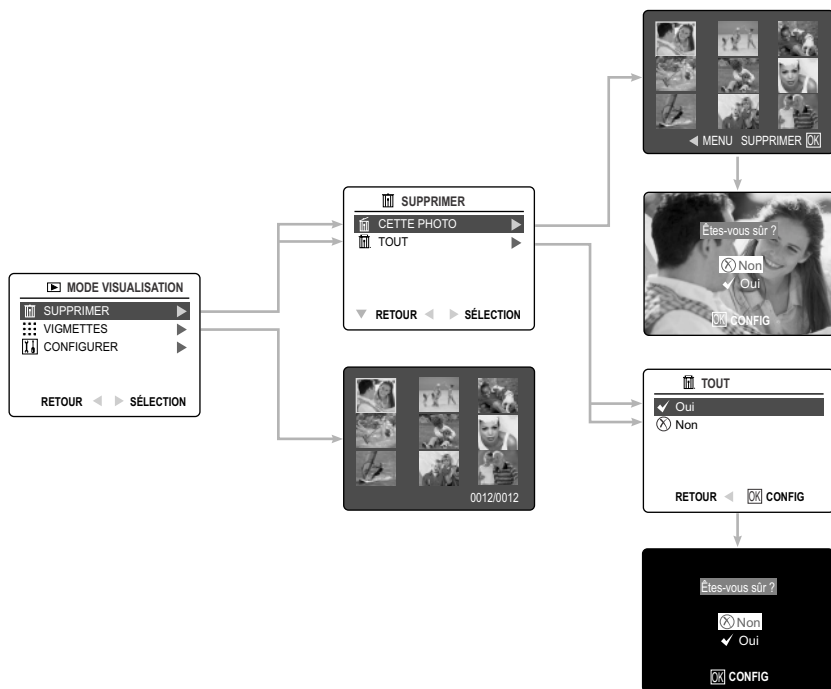 MODE VISUALISATION
SUPPRIMER
VIGMETTES
CONFIGURER
RETOUR SÉLECTION
SUPPRIMER
CETTE PHOTO
TOUT
RETOUR SÉLECTION
0012/0012
MENU SUPPRIMER OK
Êtes-vous sûr ?
Non
Oui
OK CONFIG
TOUT
Oui
Non
RETOUR OK CONFIG
Êtes-vous sûr ?
Non
Oui
OK CONFIG